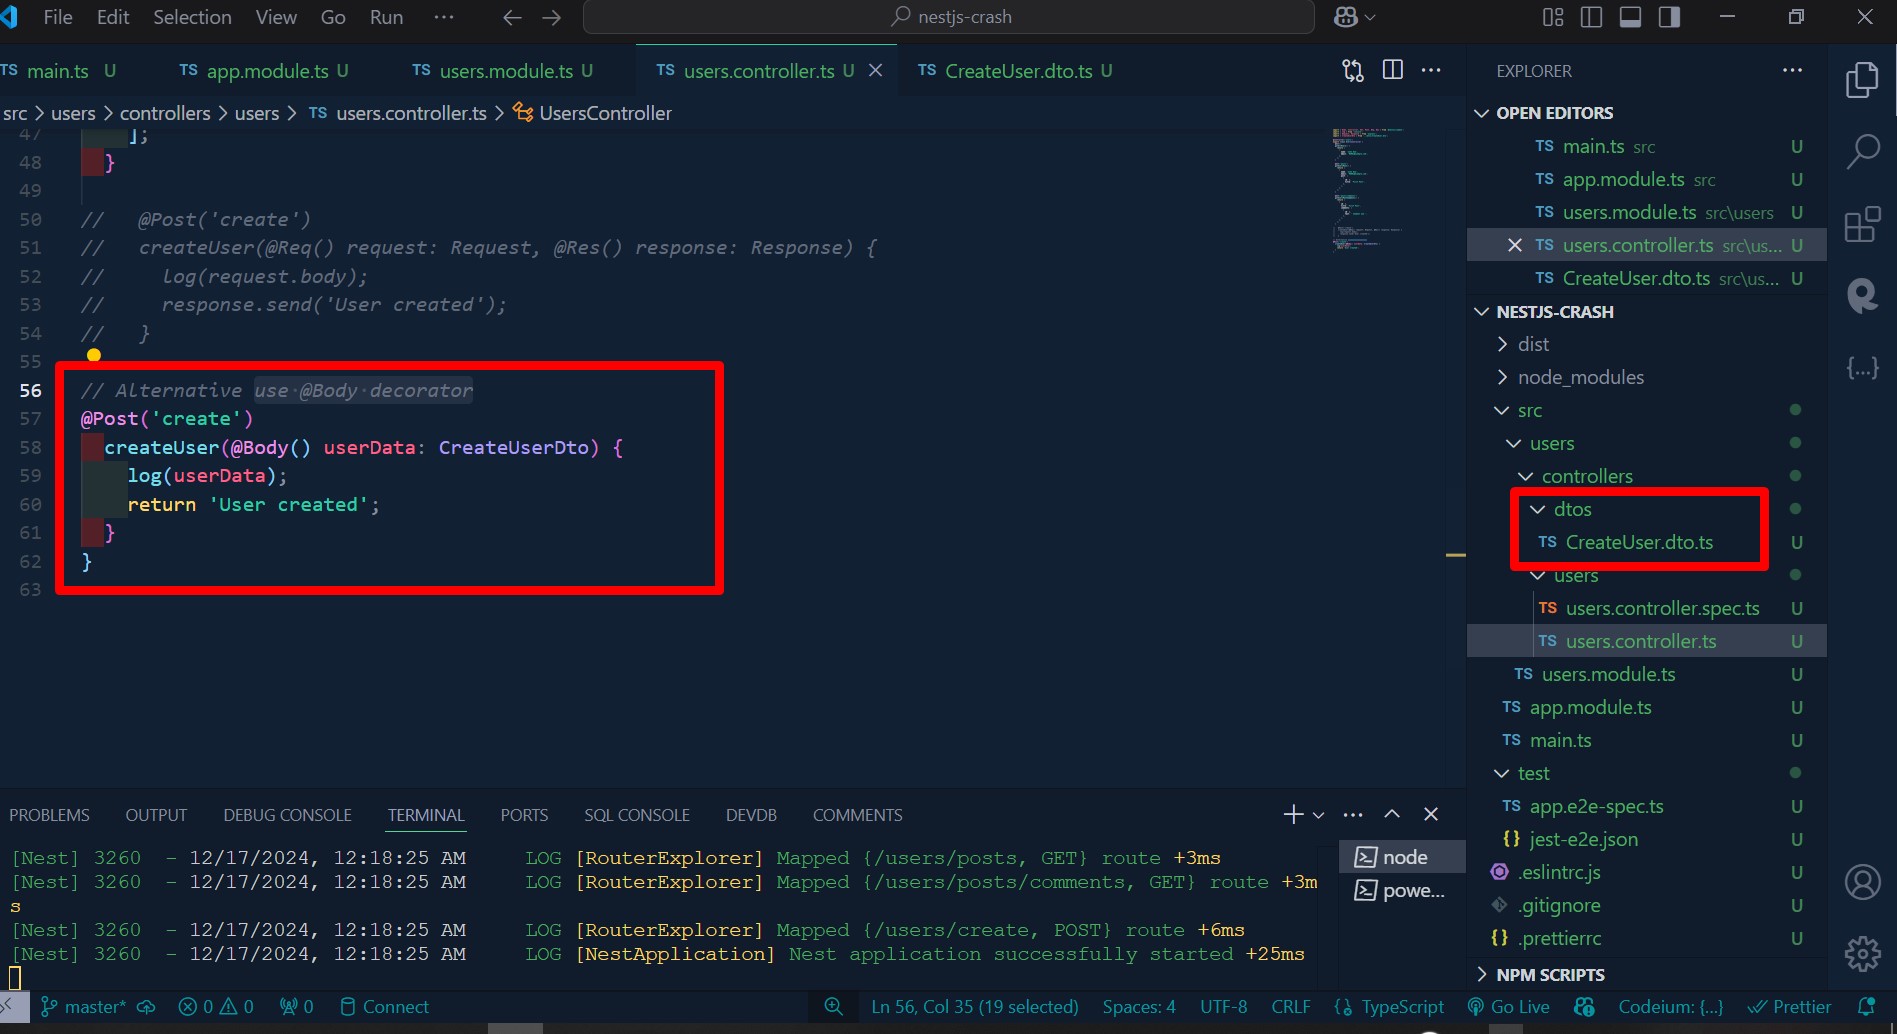 File Edit Selection View Go Run ··· nestjs-crash
TS main.ts U TS app.module.ts U TS users.module.ts U TS users.controller.ts U TS CreateUser.dto.ts U
src > users > controllers > users > TS users.controller.ts > UsersController
47 ];
48 }
49
50 // @Post('create')
51 // createUser(@Req() request: Request, @Res() response: Response) {
52 // log(request.body);
53 // response.send('User created');
54 // }
55
56 // Alternative use @Body decorator
57 @Post('create')
58 createUser(@Body() userData: CreateUserDto) {
59 log(userData);
60 return 'User created';
61 }
62 }
63
EXPLORER
OPEN EDITORS
TS main.ts src U
TS app.module.ts src U
TS users.module.ts src\users U
TS users.controller.ts src\us... U
TS CreateUser.dto.ts src\us... U
NESTJS-CRASH
dist
node_modules
src
users
controllers
dtos
TS CreateUser.dto.ts U
users
TS users.controller.spec.ts U
TS users.controller.ts U
TS users.module.ts U
TS app.module.ts U
TS main.ts U
test
TS app.e2e-spec.ts U
{} jest-e2e.json U
.eslintrc.js U
.gitignore U
{} .prettierrc U
NPM SCRIPTS
PROBLEMS OUTPUT DEBUG CONSOLE TERMINAL PORTS SQL CONSOLE DEVDB COMMENTS
[Nest] 3260 - 12/17/2024, 12:18:25 AM LOG [RouterExplorer] Mapped {/users/posts, GET} route +3ms
[Nest] 3260 - 12/17/2024, 12:18:25 AM LOG [RouterExplorer] Mapped {/users/posts/comments, GET} route +3m
s
[Nest] 3260 - 12/17/2024, 12:18:25 AM LOG [RouterExplorer] Mapped {/users/create, POST} route +6ms
[Nest] 3260 - 12/17/2024, 12:18:25 AM LOG [NestApplication] Nest application successfully started +25ms
node
powe...
master* 0 0 0 Connect Ln 56, Col 35 (19 selected) Spaces: 4 UTF-8 CRLF TypeScript Go Live Codeium: {...} Prettier